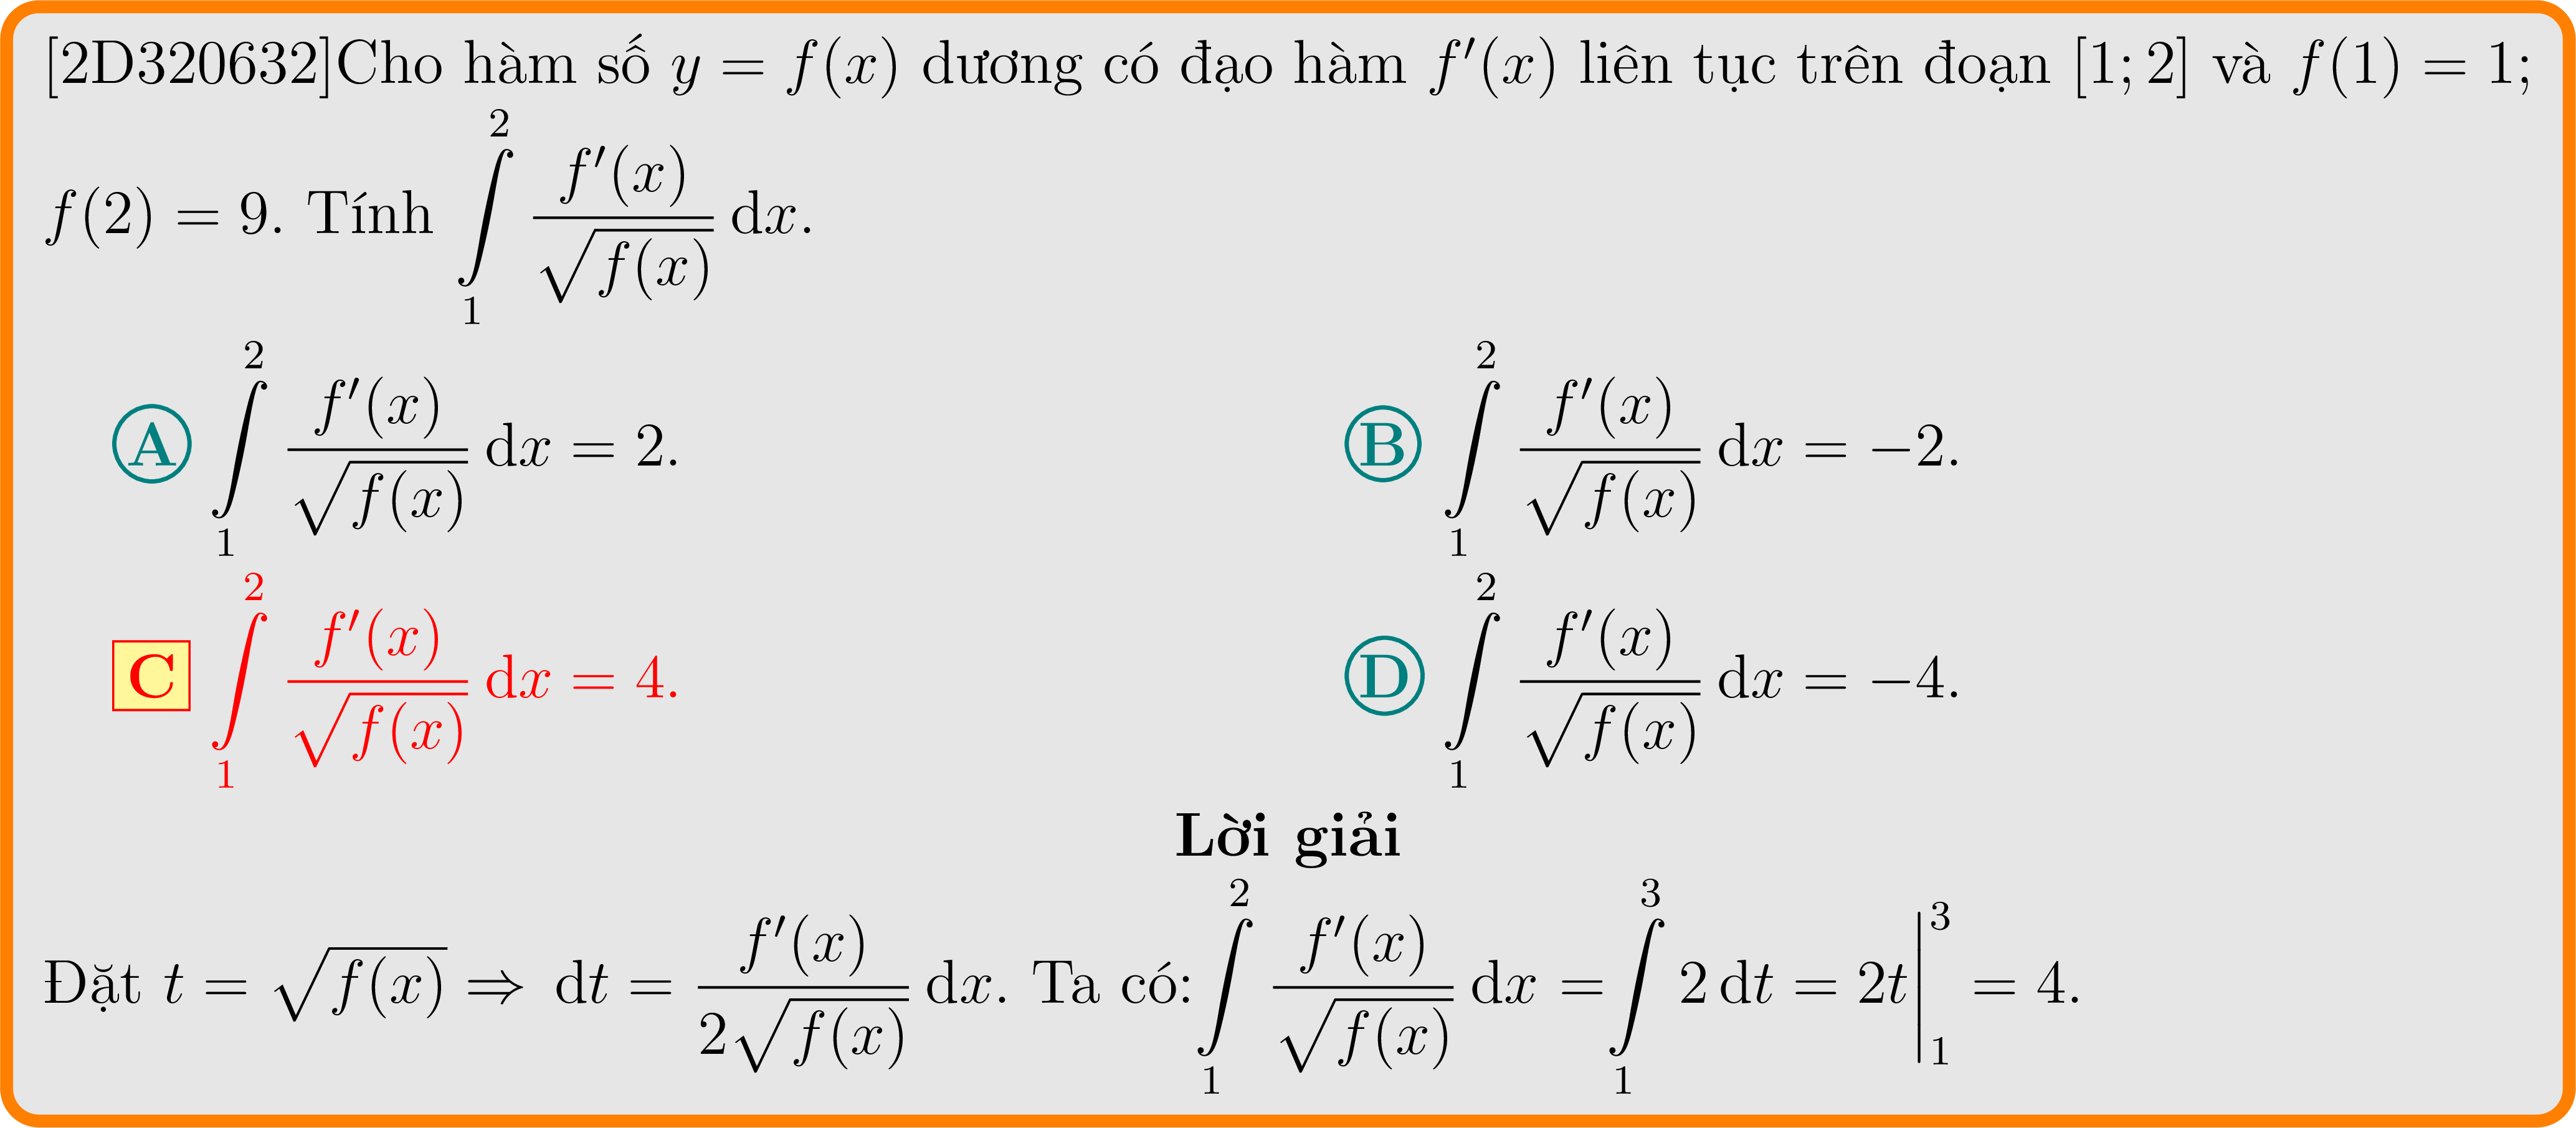 [2D320632]Cho hàm số $y = f(x)$ dương có đạo hàm $f'(x)$ liên tục trên đoạn $[1; 2]$ và $f(1) = 1;$
$f(2) = 9$. Tính $\int\limits_1^2 \frac{f'(x)}{\sqrt{f(x)}} \mathrm{d}x$.
A $\int\limits_1^2 \frac{f'(x)}{\sqrt{f(x)}} \mathrm{d}x = 2$. B $\int\limits_1^2 \frac{f'(x)}{\sqrt{f(x)}} \mathrm{d}x = -2$.
C $\int\limits_1^2 \frac{f'(x)}{\sqrt{f(x)}} \mathrm{d}x = 4$. D $\int\limits_1^2 \frac{f'(x)}{\sqrt{f(x)}} \mathrm{d}x = -4$.
Lời giải
Đặt $t = \sqrt{f(x)} \Rightarrow \mathrm{d}t = \frac{f'(x)}{2\sqrt{f(x)}} \mathrm{d}x$. Ta có: $\int\limits_1^2 \frac{f'(x)}{\sqrt{f(x)}} \mathrm{d}x = \int\limits_1^3 2 \, \mathrm{d}t = 2t \Big|_1^3 = 4$.